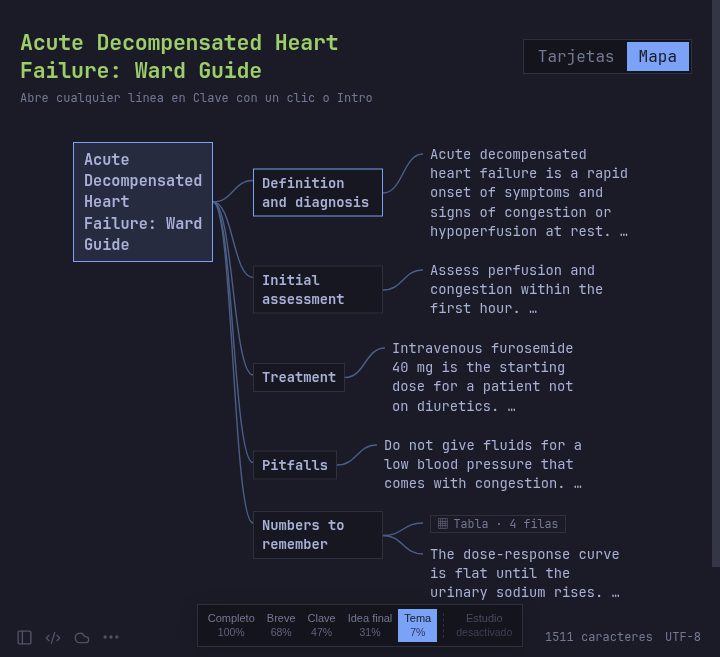 Acute Decompensated Heart
Failure: Ward Guide
Abre cualquier línea en Clave con un clic o Intro
Tarjetas
Mapa
Acute
Decompensated
Heart
Failure: Ward
Guide
Definition
and diagnosis
Acute decompensated
heart failure is a rapid
onset of symptoms and
signs of congestion or
hypoperfusion at rest. …
Initial
assessment
Assess perfusion and
congestion within the
first hour. …
Treatment
Intravenous furosemide
40 mg is the starting
dose for a patient not
on diuretics. …
Pitfalls
Do not give fluids for a
low blood pressure that
comes with congestion. …
Numbers to
remember
Tabla · 4 filas
The dose-response curve
is flat until the
urinary sodium rises. …
Completo
100%
Breve
68%
Clave
47%
Idea final
31%
Tema
7%
Estudio
desactivado
1511 caracteres
UTF-8